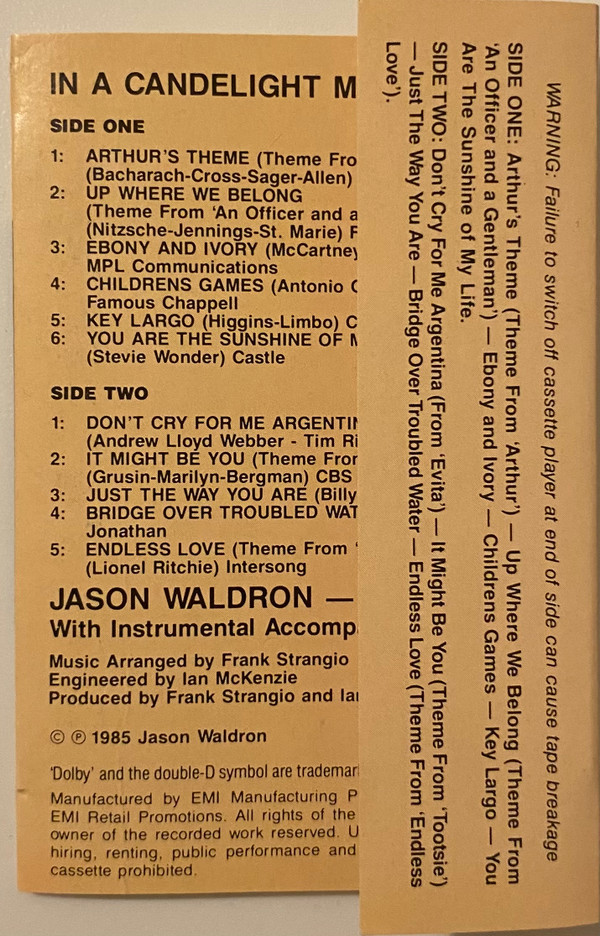 IN A CANDELIGHT M
SIDE ONE
1: ARTHUR'S THEME (Theme Fro
(Bacharach-Cross-Sager-Allen)
2: UP WHERE WE BELONG
(Theme From 'An Officer and a
(Nitzsche-Jennings-St. Marie) F
3: EBONY AND IVORY (McCartney
MPL Communications
4: CHILDRENS GAMES (Antonio C
Famous Chappell
5: KEY LARGO (Higgins-Limbo) C
6: YOU ARE THE SUNSHINE OF M
(Stevie Wonder) Castle
SIDE TWO
1: DON'T CRY FOR ME ARGENTIN
(Andrew Lloyd Webber - Tim Ri
2: IT MIGHT BE YOU (Theme From
(Grusin-Marilyn-Bergman) CBS
3: JUST THE WAY YOU ARE (Billy
4: BRIDGE OVER TROUBLED WAT
Jonathan
5: ENDLESS LOVE (Theme From '
(Lionel Ritchie) Intersong
JASON WALDRON —
With Instrumental Accomp
Music Arranged by Frank Strangio
Engineered by Ian McKenzie
Produced by Frank Strangio and Ian
© ℗ 1985 Jason Waldron
'Dolby' and the double-D symbol are trademar
Manufactured by EMI Manufacturing P
EMI Retail Promotions. All rights of the
owner of the recorded work reserved. U
hiring, renting, public performance and
cassette prohibited.
WARNING: Failure to switch off cassette player at end of side can cause tape breakage
SIDE ONE: Arthur's Theme (Theme From 'Arthur') — Up Where We Belong (Theme From
'An Officer and a Gentleman') — Ebony and Ivory — Childrens Games — Key Largo — You
Are The Sunshine of My Life.
SIDE TWO: Don't Cry For Me Argentina (From 'Evita') — It Might Be You (Theme From 'Tootsie')
— Just The Way You Are — Bridge Over Troubled Water — Endless Love (Theme From 'Endless
Love').